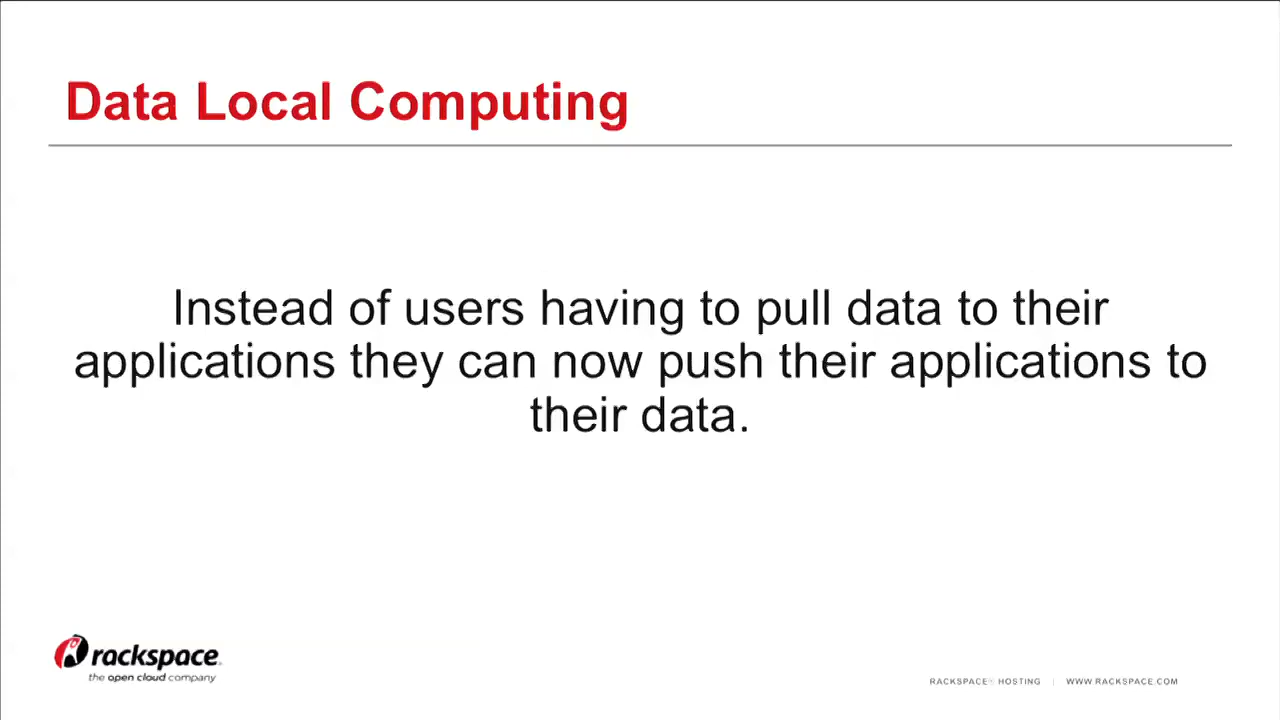 Data Local Computing
Instead of users having to pull data to their
applications they can now push their applications to
their data.
rackspace
the open cloud company
RACKSPACE® HOSTING | WWW.RACKSPACE.COM